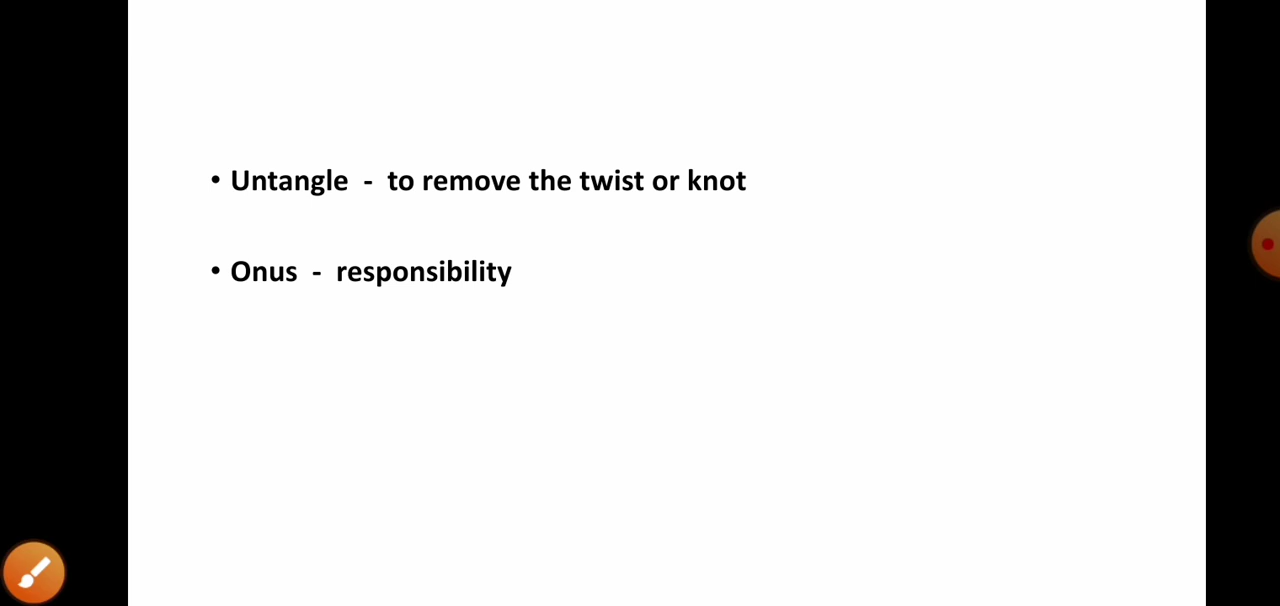 • Untangle - to remove the twist or knot
• Onus - responsibility